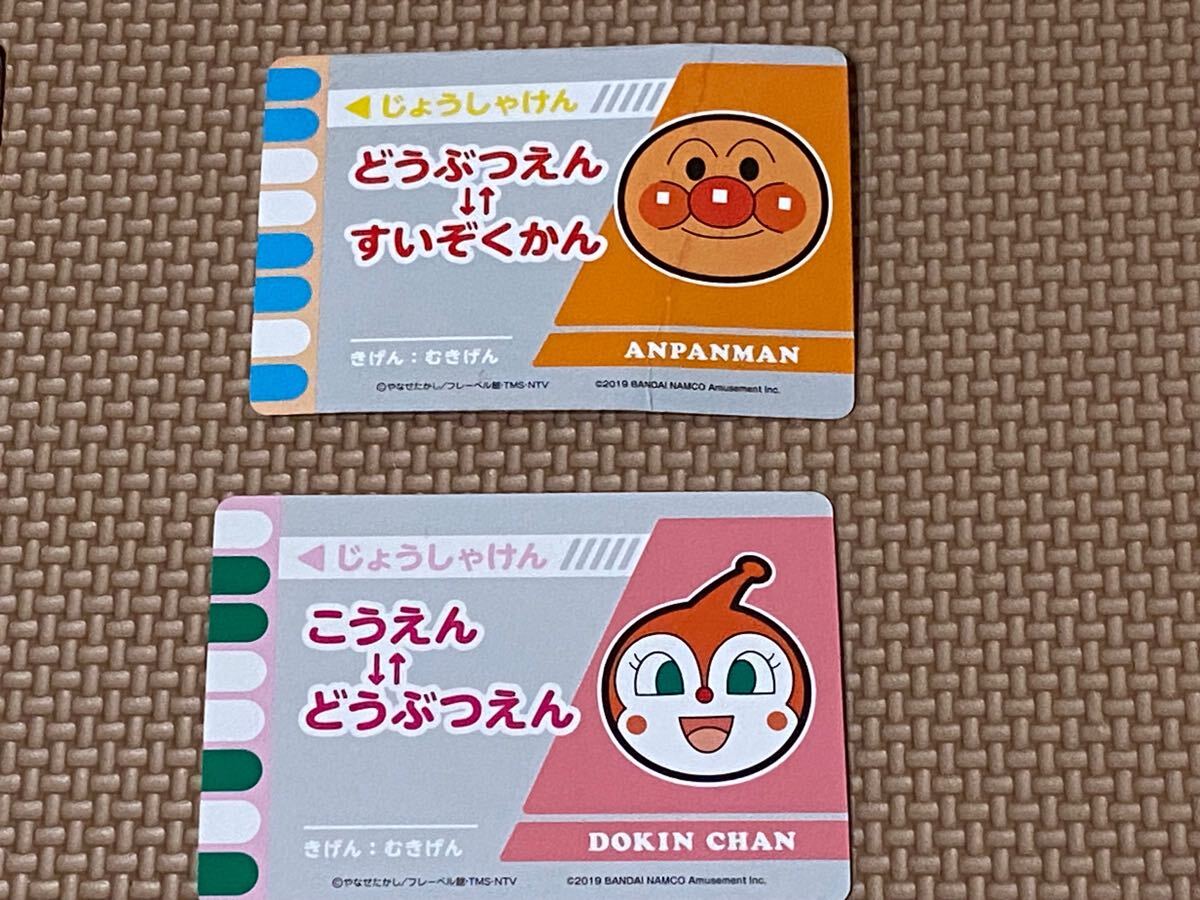 ◀じょうしゃけん
どうぶつえん
↓↑
すいぞくかん
きげん：むきげん
ANPANMAN
©やなせたかし/フレーベル館・TMS・NTV ©2019 BANDAI NAMCO Amusement Inc.
◀じょうしゃけん
こうえん
↓↑
どうぶつえん
きげん：むきげん
DOKIN CHAN
©やなせたかし/フレーベル館・TMS・NTV ©2019 BANDAI NAMCO Amusement Inc.